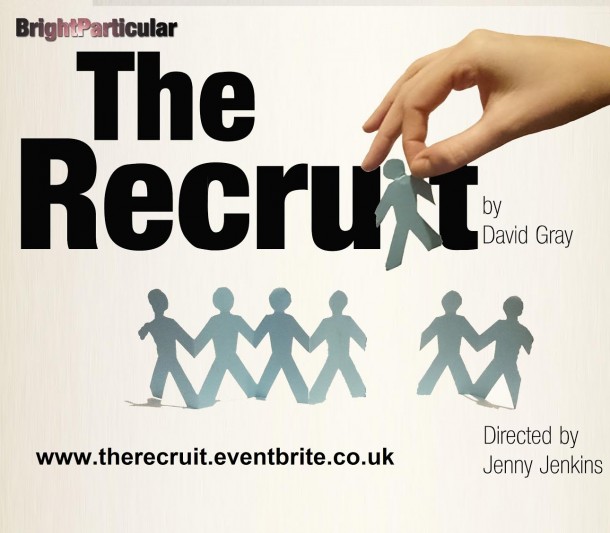 BrightParticular
The
Recruit
by
David Gray
Directed by
Jenny Jenkins
www.therecruit.eventbrite.co.uk